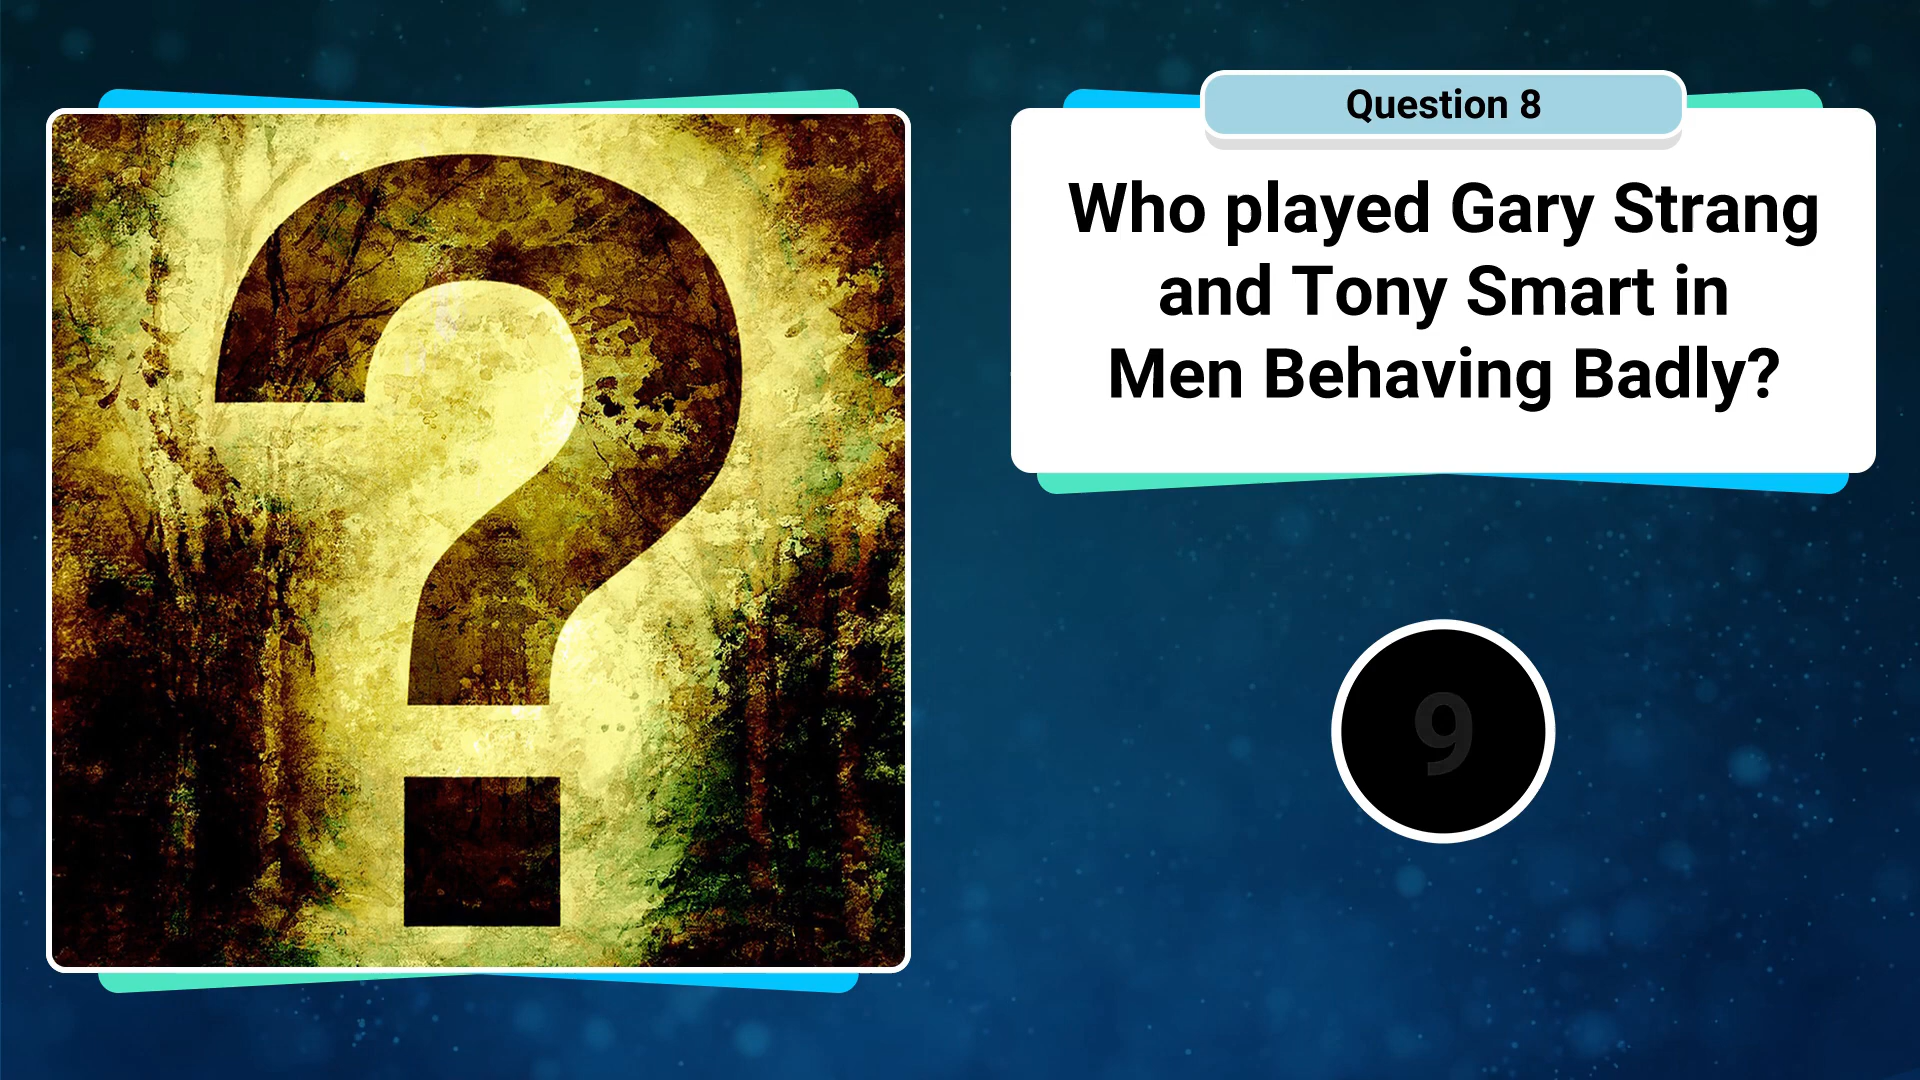 Question 8
Who played Gary Strang
and Tony Smart in
Men Behaving Badly?
9